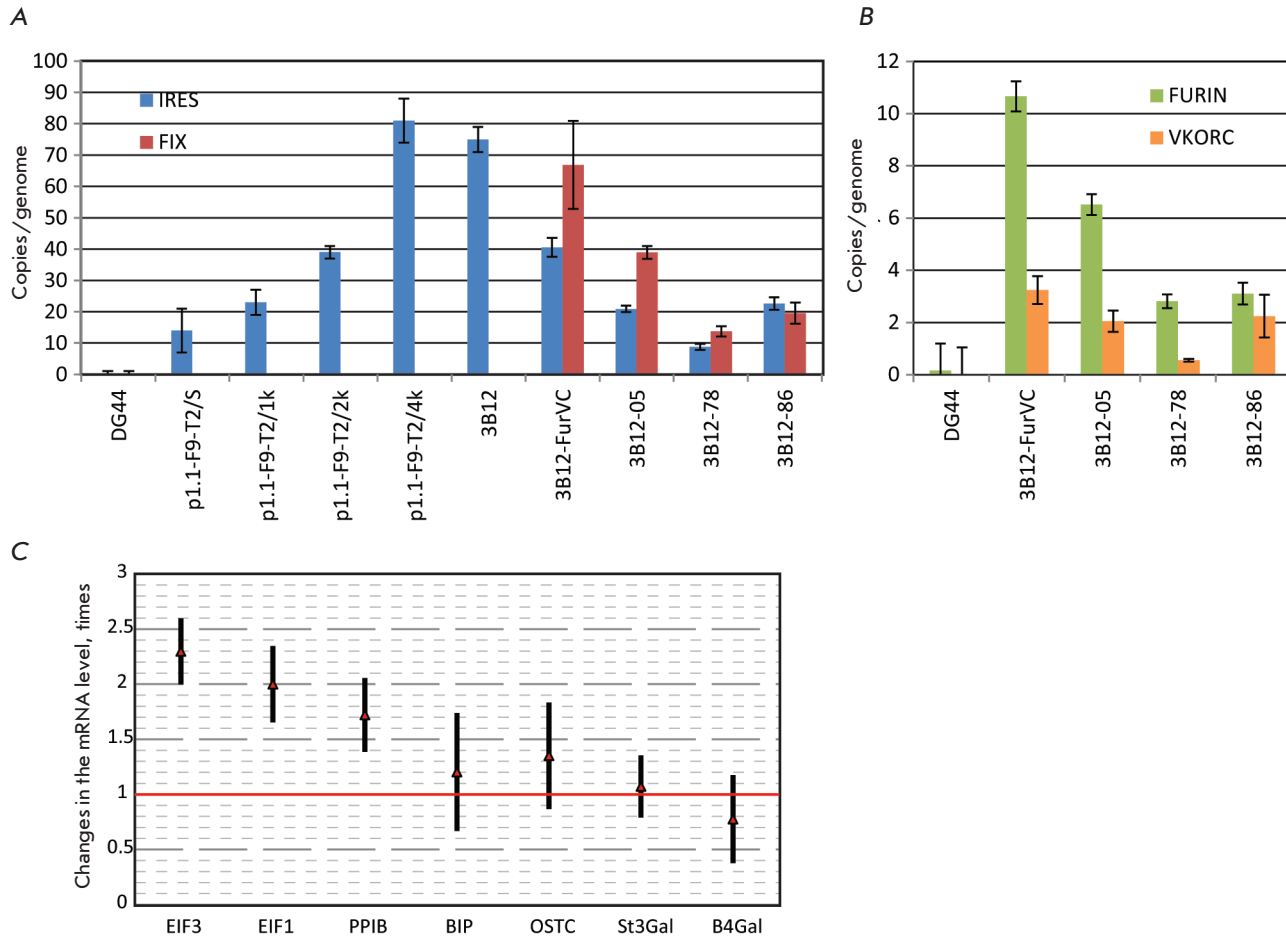 A
Copies/genome
100
90
80
70
60
50
40
30
20
10
0
IRES
FIX
DG44
p1.1-F9-T2/S
p1.1-F9-T2/1k
p1.1-F9-T2/2k
p1.1-F9-T2/4k
3B12
3B12-FurVC
3B12-05
3B12-78
3B12-86
B
Copies/genome
12
10
8
6
4
2
0
FURIN
VKORC
DG44
3B12-FurVC
3B12-05
3B12-78
3B12-86
C
Changes in the mRNA level, times
3
2.5
2
1.5
1
0.5
0
EIF3 EIF1 PPIB BIP OSTC St3Gal B4Gal